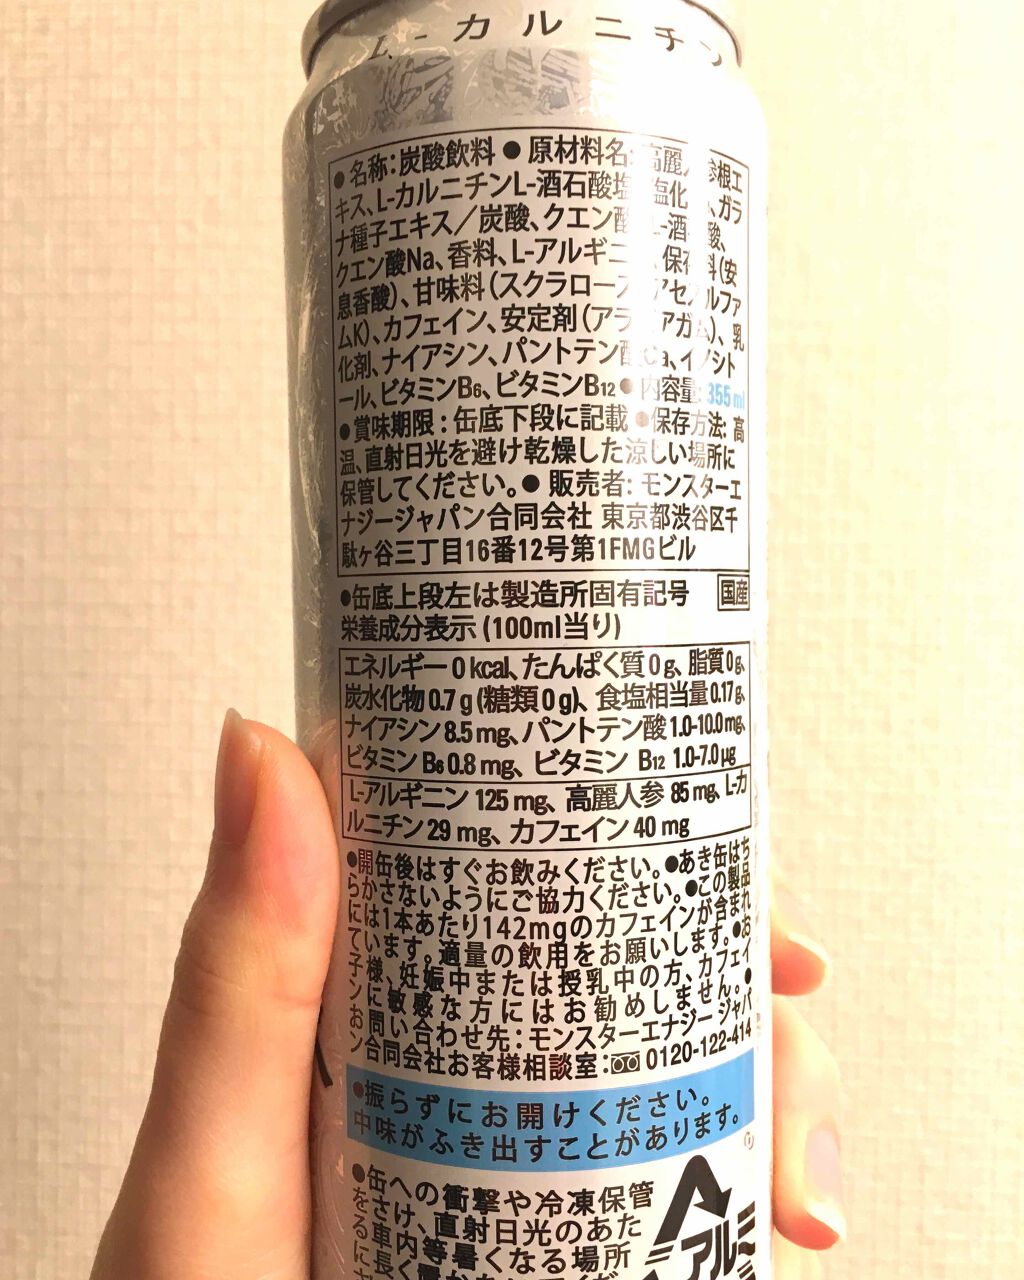 L-カルニチン
●名称:炭酸飲料 ●原材料名:高麗人参根エ
キス、L-カルニチンL-酒石酸塩、塩化 、ガラ
ナ種子エキス／炭酸、クエン酸、L-酒石酸、
クエン酸Na、香料、L-アルギニン、保存料(安
息香酸)、甘味料(スクラロース、アセスルファ
ムK)、カフェイン、安定剤(アラビアガム)、乳
化剤、ナイアシン、パントテン酸Ca、イノシト
ール、ビタミンB6、ビタミンB12●内容量:355ml
●賞味期限:缶底下段に記載 ●保存方法:高
温、直射日光を避け乾燥した涼しい場所に
保管してください。● 販売者:モンスターエ
ナジージャパン合同会社 東京都渋谷区千
駄ヶ谷三丁目16番12号第1FMGビル
●缶底上段左は製造所固有記号 国産
栄養成分表示(100ml当り)
エネルギー0kcal、たんぱく質0g、脂質0g、
炭水化物0.7g(糖類0g)、食塩相当量0.17g、
ナイアシン8.5mg、パントテン酸1.0-10.0mg、
ビタミンB6 0.8mg、ビタミン B12 1.0-7.0μg
L-アルギニン125mg、高麗人参85mg、L-カ
ルニチン29mg、カフェイン40mg
●開缶後はすぐお飲みください。●あき缶はち
らかさないようにご協力ください。●この製品
には1本あたり142mgのカフェインが含まれ
ています。適量の飲用をお願いします。●お
子様、妊娠中または授乳中の方、カフェイ
ンに敏感な方にはお勧めしません。●
お問い合わせ先:モンスターエナジージャパ
ン合同会社お客様相談室: 0120-122-414
●振らずにお開けください。
中味がふき出すことがあります。
●缶への衝撃や冷凍保管
をさけ、直射日光のあた
る車内等暑くなる場所
に長く置かないでくだ
アルミ